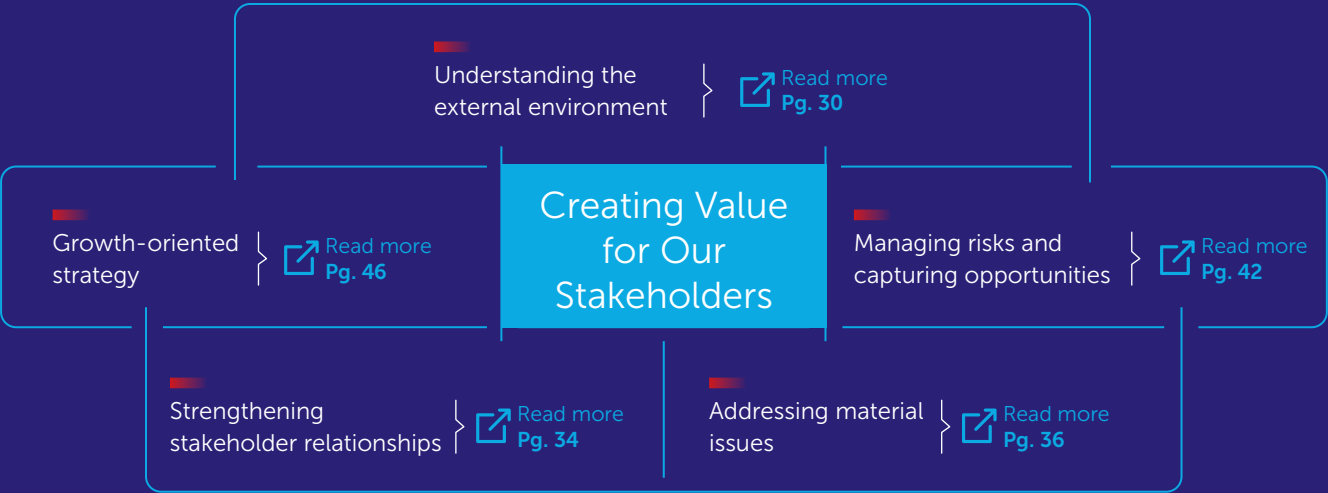 Understanding the
external environment
Read more
Pg. 30
Growth-oriented
strategy
Read more
Pg. 46
Creating Value
for Our
Stakeholders
Managing risks and
capturing opportunities
Read more
Pg. 42
Strengthening
stakeholder relationships
Read more
Pg. 34
Addressing material
issues
Read more
Pg. 36